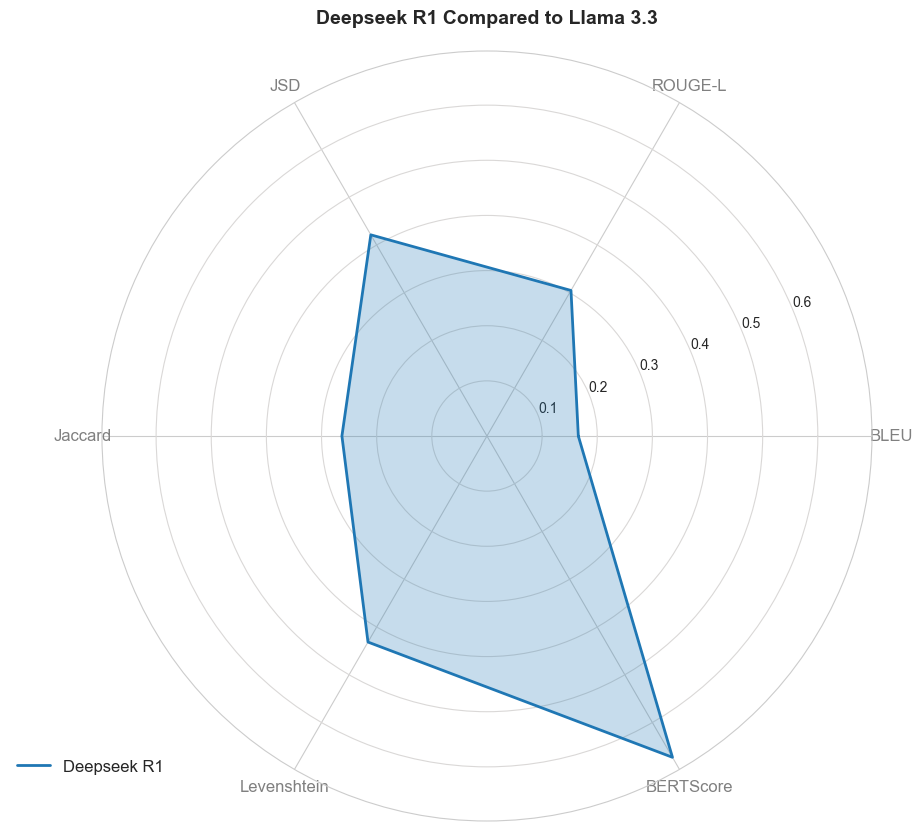 Deepseek R1 Compared to Llama 3.3
JSD
ROUGE-L
0.6
0.5
0.4
0.3
0.2
0.1
Jaccard
BLEU
Deepseek R1
Levenshtein
BERTScore